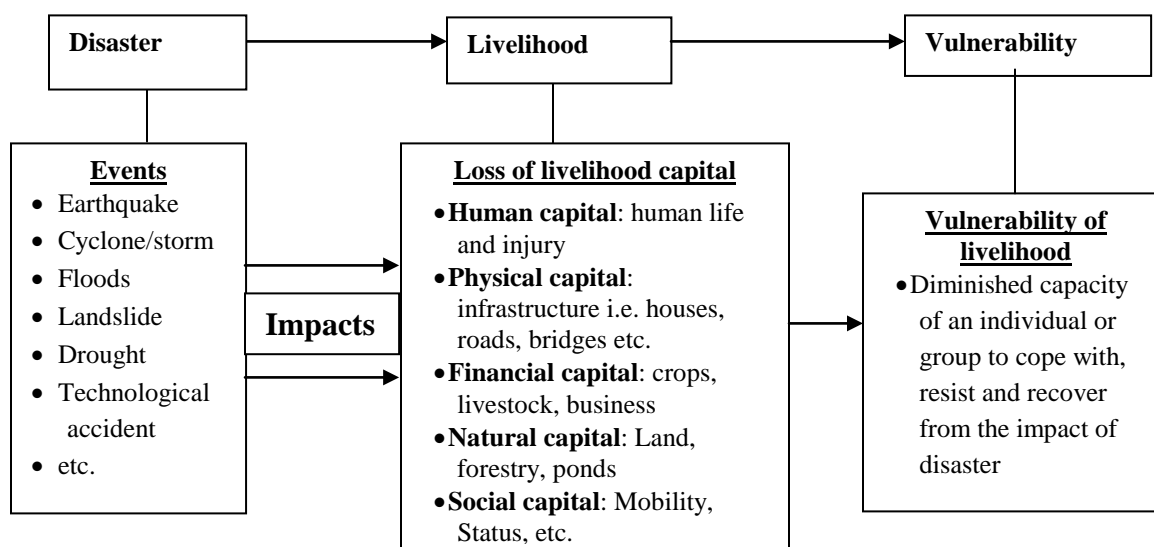 Disaster
Livelihood
Vulnerability
Events
• Earthquake
• Cyclone/storm
• Floods
• Landslide
• Drought
• Technological
accident
• etc.
Impacts
Loss of livelihood capital
•Human capital: human life
and injury
•Physical capital:
infrastructure i.e. houses,
roads, bridges etc.
•Financial capital: crops,
livestock, business
•Natural capital: Land,
forestry, ponds
•Social capital: Mobility,
Status, etc.
Vulnerability of
livelihood
•Diminished capacity
of an individual or
group to cope with,
resist and recover
from the impact of
disaster